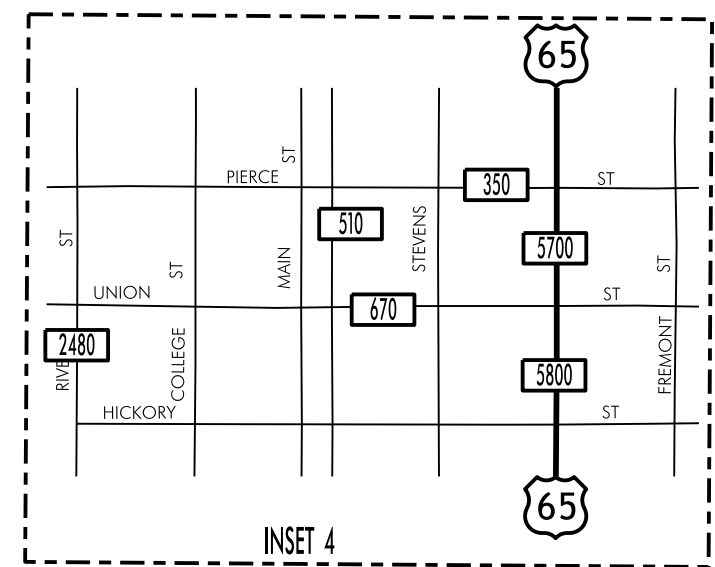 65
ST
PIERCE
350
ST
510
STEVENS
ST
ST
MAIN
ST
5700
ST
UNION
670
ST
2480
RIVE
COLLEGE
5800
FREMONT
HICKORY
ST
65
INSET 4